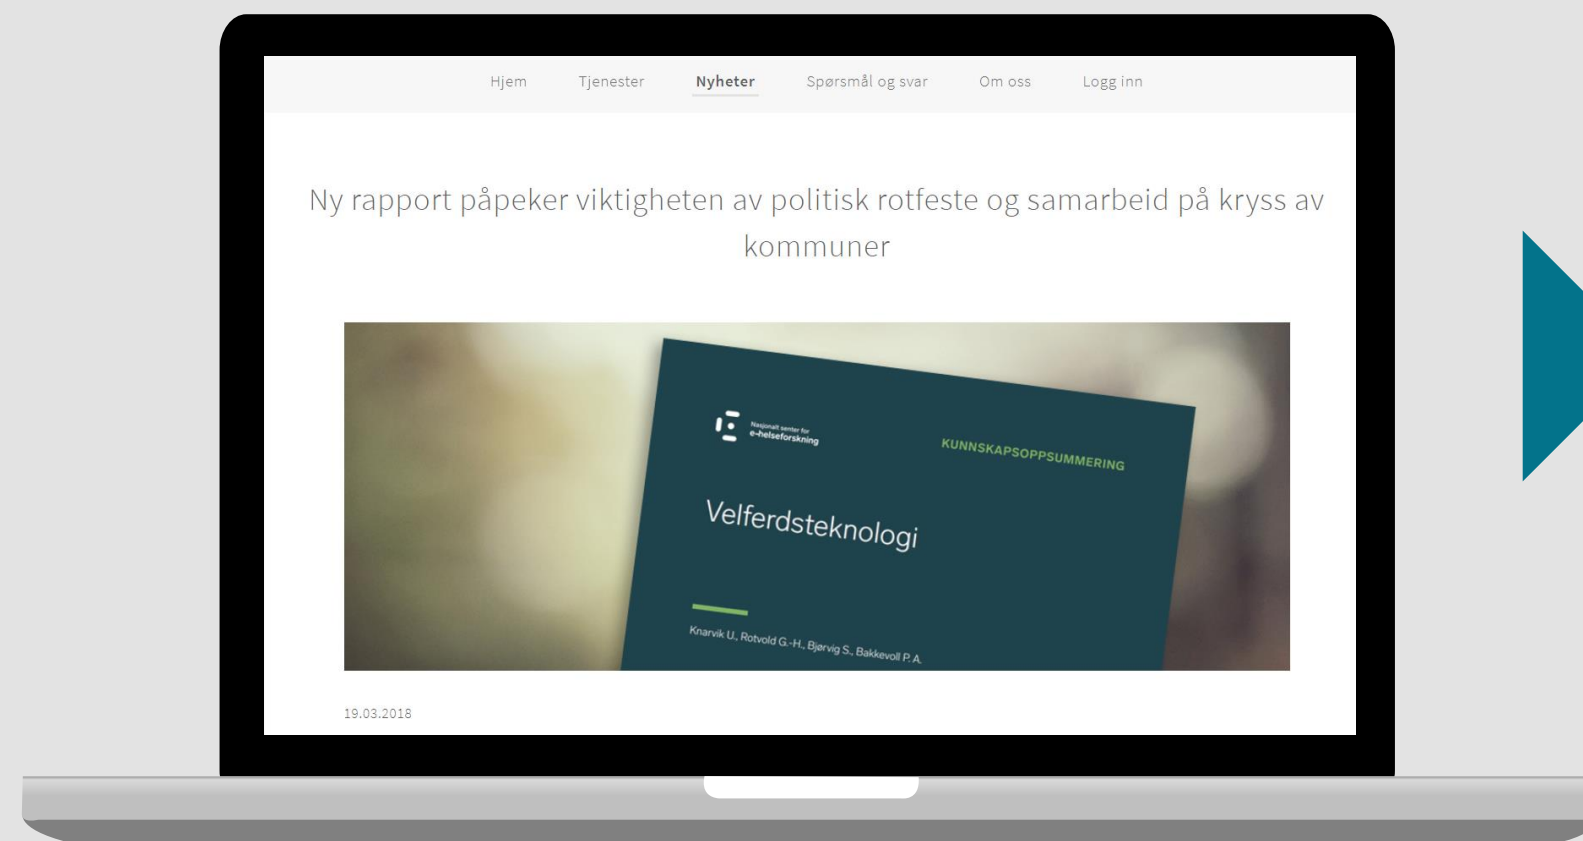 Hjem Tjenester Nyheter Spørsmål og svar Om oss Logg inn
Ny rapport påpeker viktigheten av politisk rotfeste og samarbeid på kryss av
kommuner
Nasjonalt senter for
e-helseforskning
KUNNSKAPSOPPSUMMERING
Velferdsteknologi
Knarvik U., Rotvold G.-H., Bjørvig S., Bakkevoll P. A.
19.03.2018